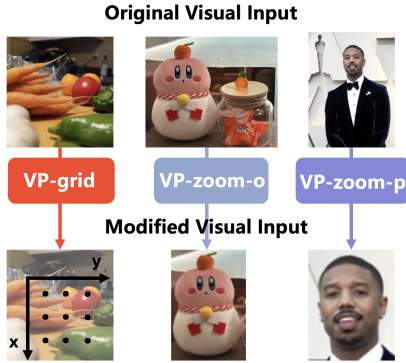 Original Visual Input
VP-grid
VP-zoom-o
VP-zoom-p
Modified Visual Input
y
x